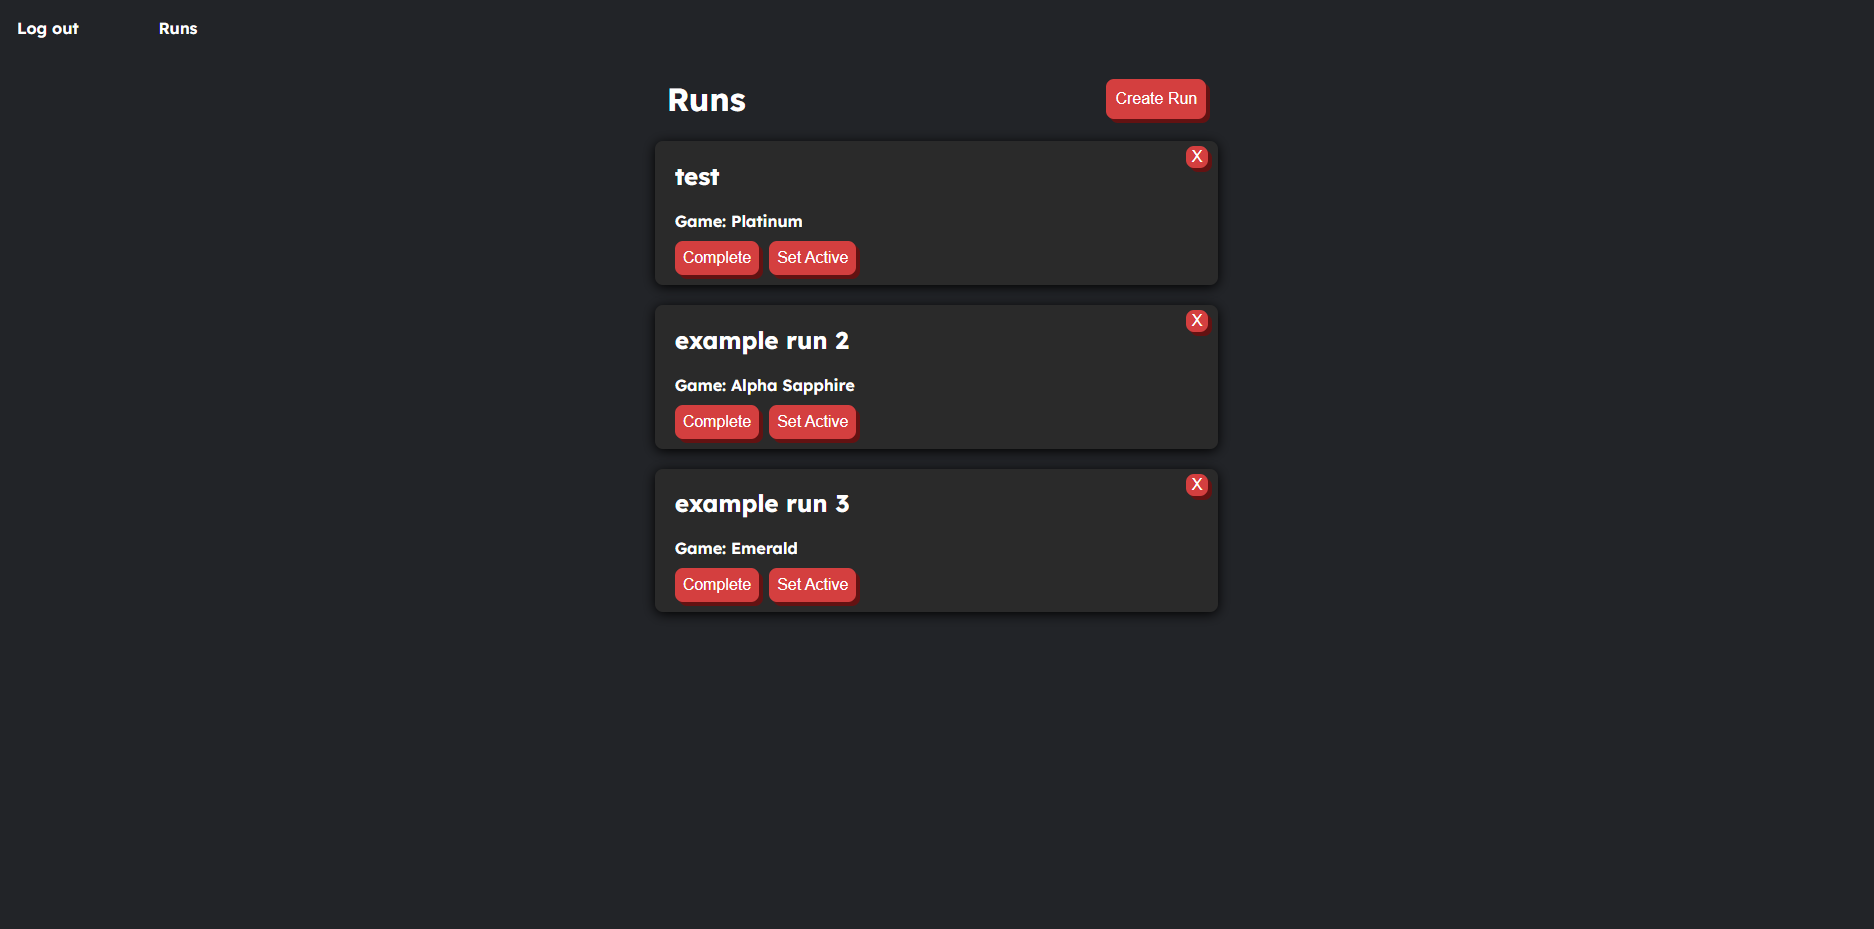 Log out Runs
Runs Create Run
X
test
Game: Platinum
Complete Set Active
X
example run 2
Game: Alpha Sapphire
Complete Set Active
X
example run 3
Game: Emerald
Complete Set Active